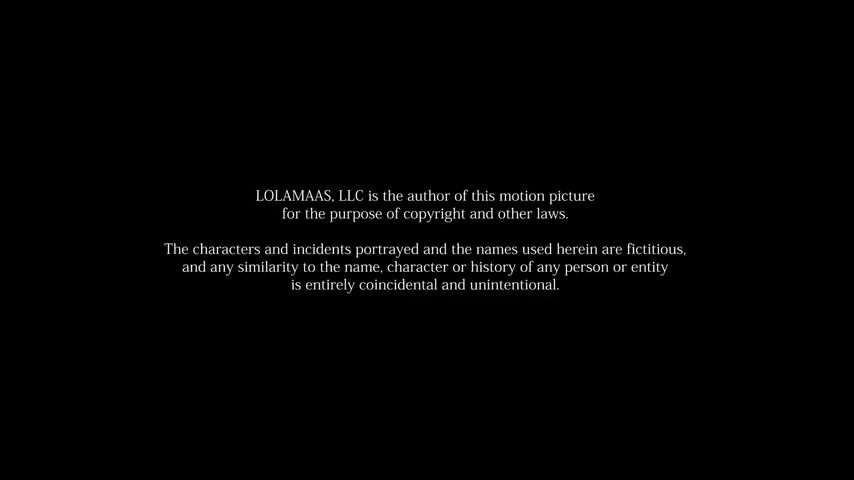 LOLAMAAS, LLC is the author of this motion picture
for the purpose of copyright and other laws.
The characters and incidents portrayed and the names used herein are fictitious,
and any similarity to the name, character or history of any person or entity
is entirely coincidental and unintentional.